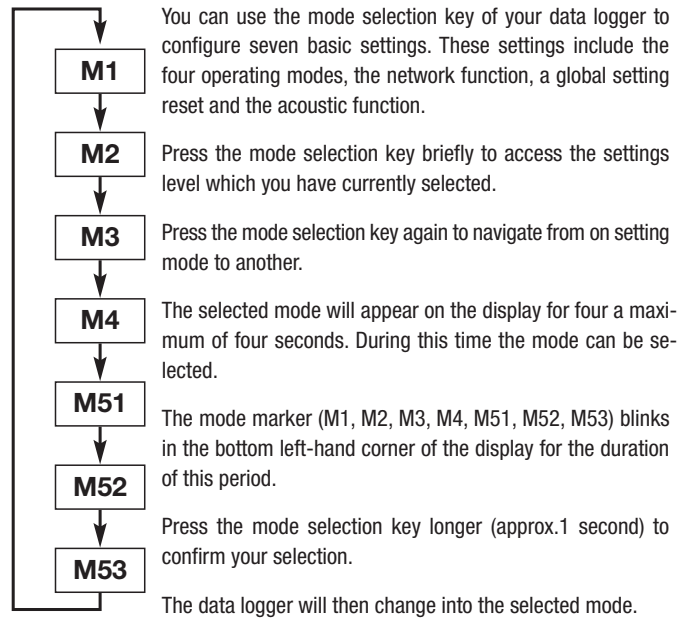 M1
M2
M3
M4
M51
M52
M53
You can use the mode selection key of your data logger to
configure seven basic settings. These settings include the
four operating modes, the network function, a global setting
reset and the acoustic function.
Press the mode selection key briefly to access the settings
level which you have currently selected.
Press the mode selection key again to navigate from on setting
mode to another.
The selected mode will appear on the display for four a maxi-
mum of four seconds. During this time the mode can be se-
lected.
The mode marker (M1, M2, M3, M4, M51, M52, M53) blinks
in the bottom left-hand corner of the display for the duration
of this period.
Press the mode selection key longer (approx.1 second) to
confirm your selection.
The data logger will then change into the selected mode.